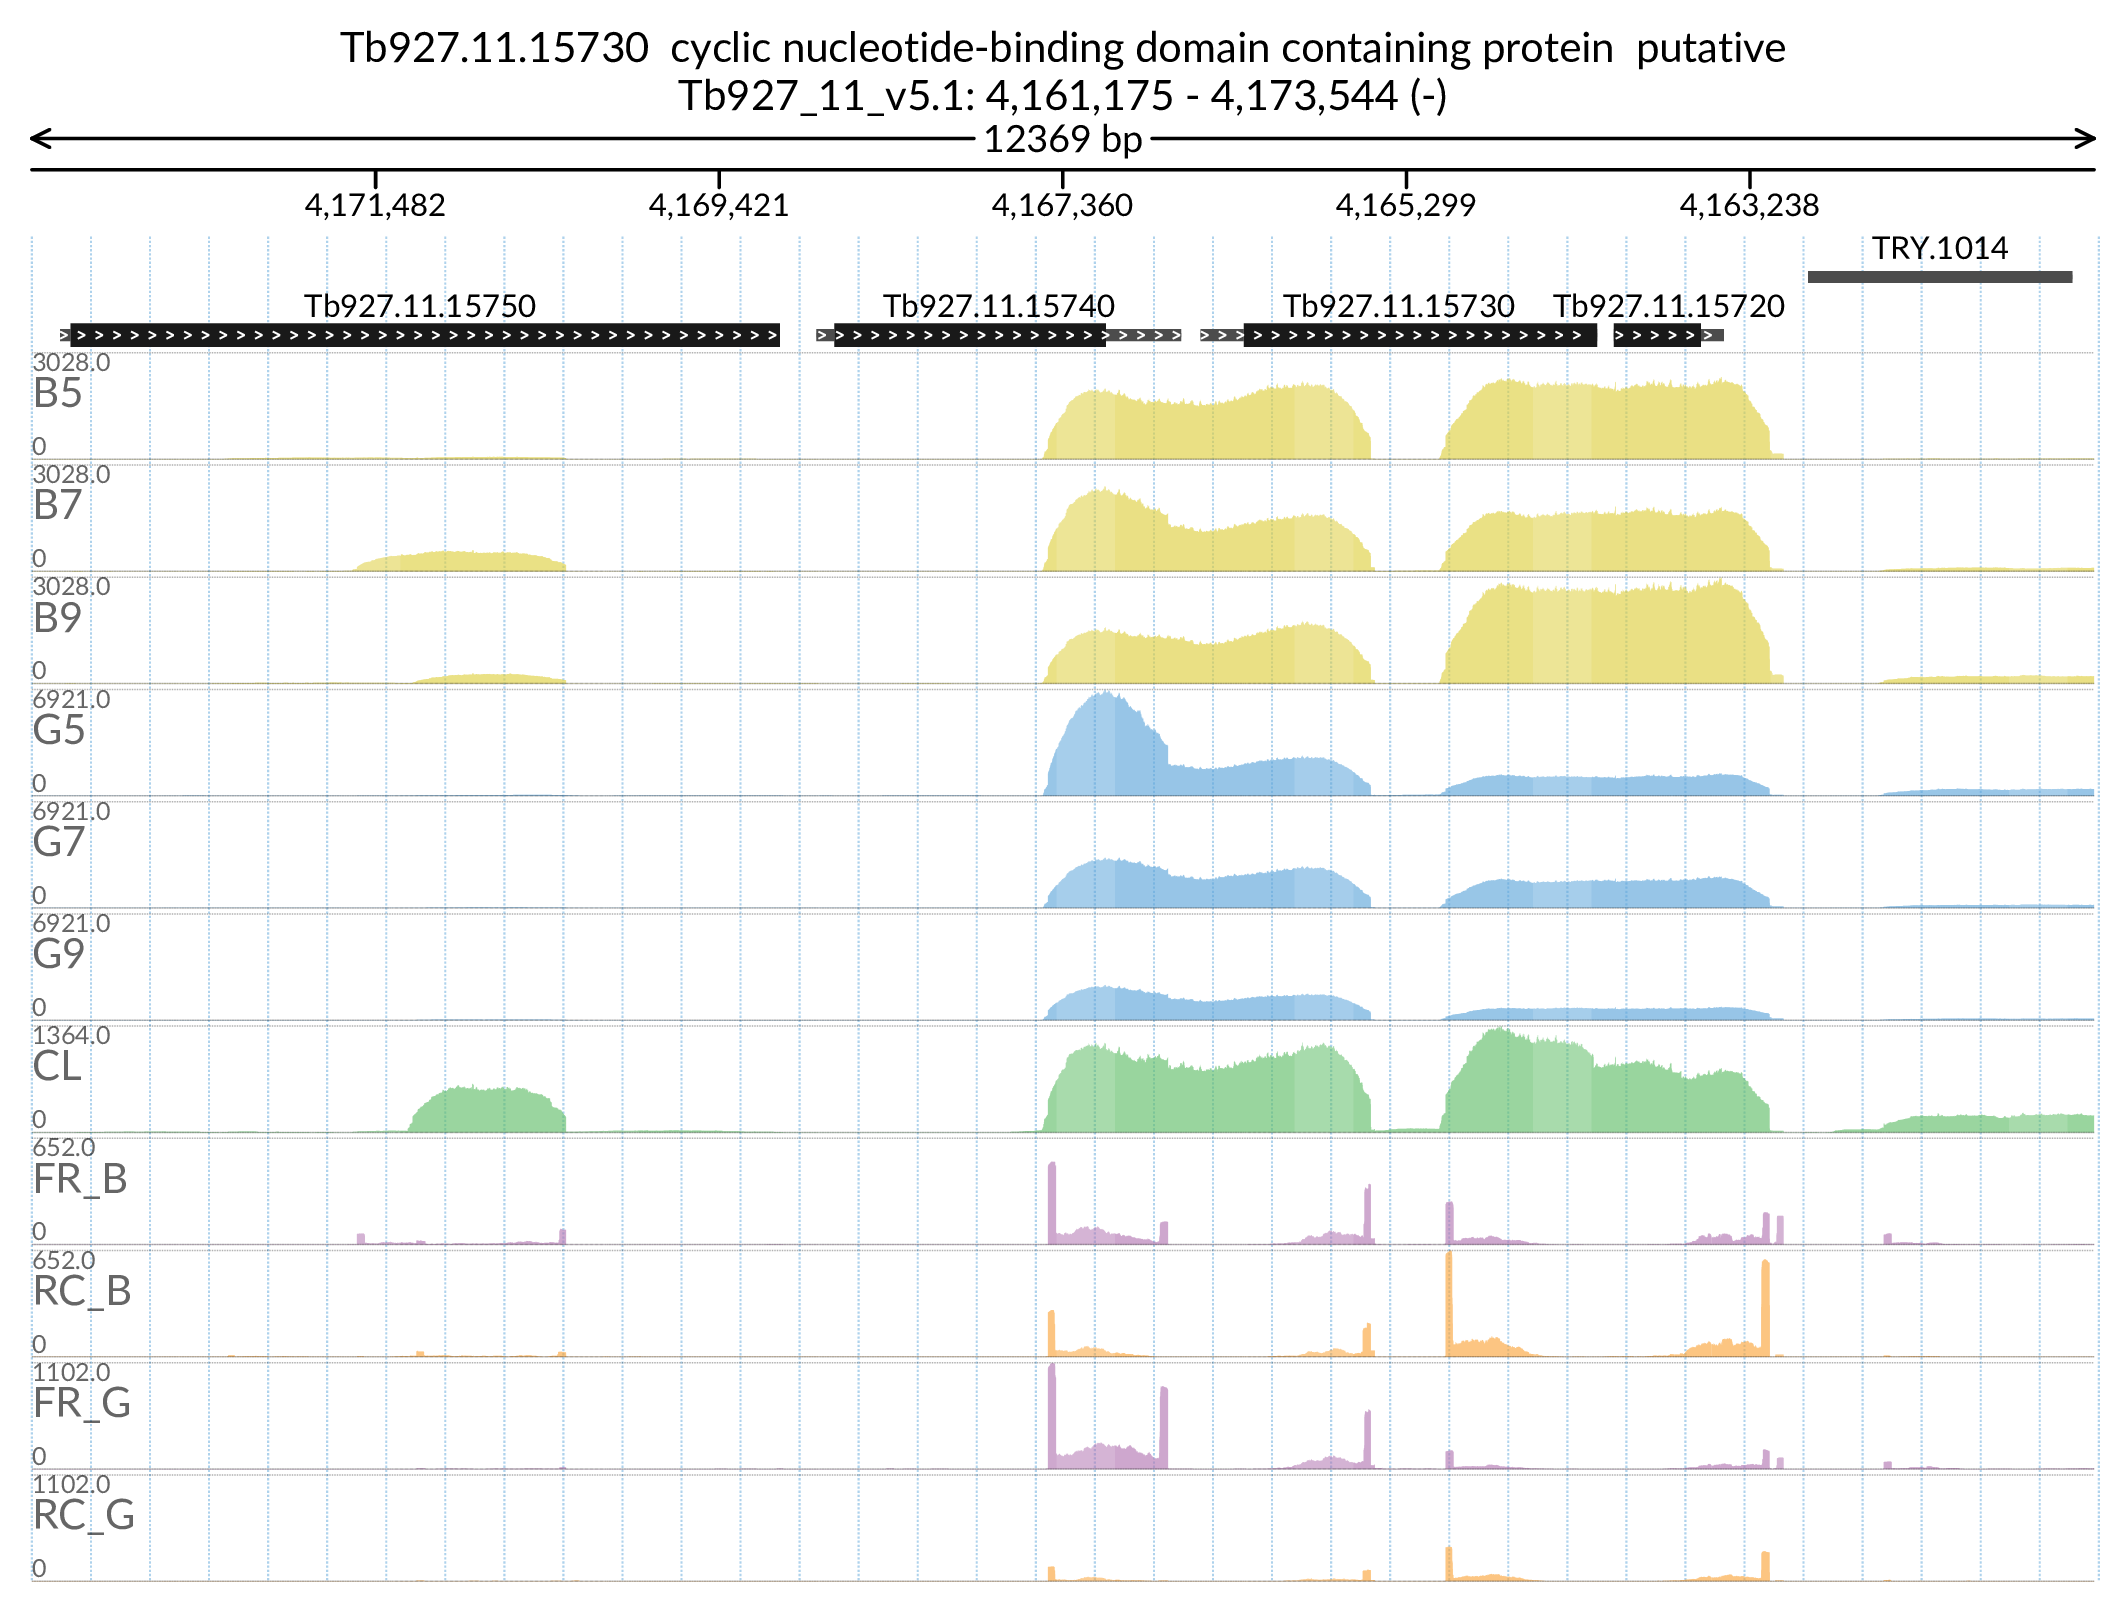 Tb927.11.15730  cyclic nucleotide-binding domain containing protein  putative
Tb927_11_v5.1: 4,161,175 - 4,173,544 (-)
12369 bp
4,171,482 4,169,421 4,167,360 4,165,299 4,163,238
TRY.1014
Tb927.11.15750 Tb927.11.15740 Tb927.11.15730 Tb927.11.15720
3028.0
B5
0
3028.0
B7
0
3028.0
B9
0
6921.0
G5
0
6921.0
G7
0
6921.0
G9
0
1364.0
CL
0
652.0
FR_B
0
652.0
RC_B
0
1102.0
FR_G
0
1102.0
RC_G
0